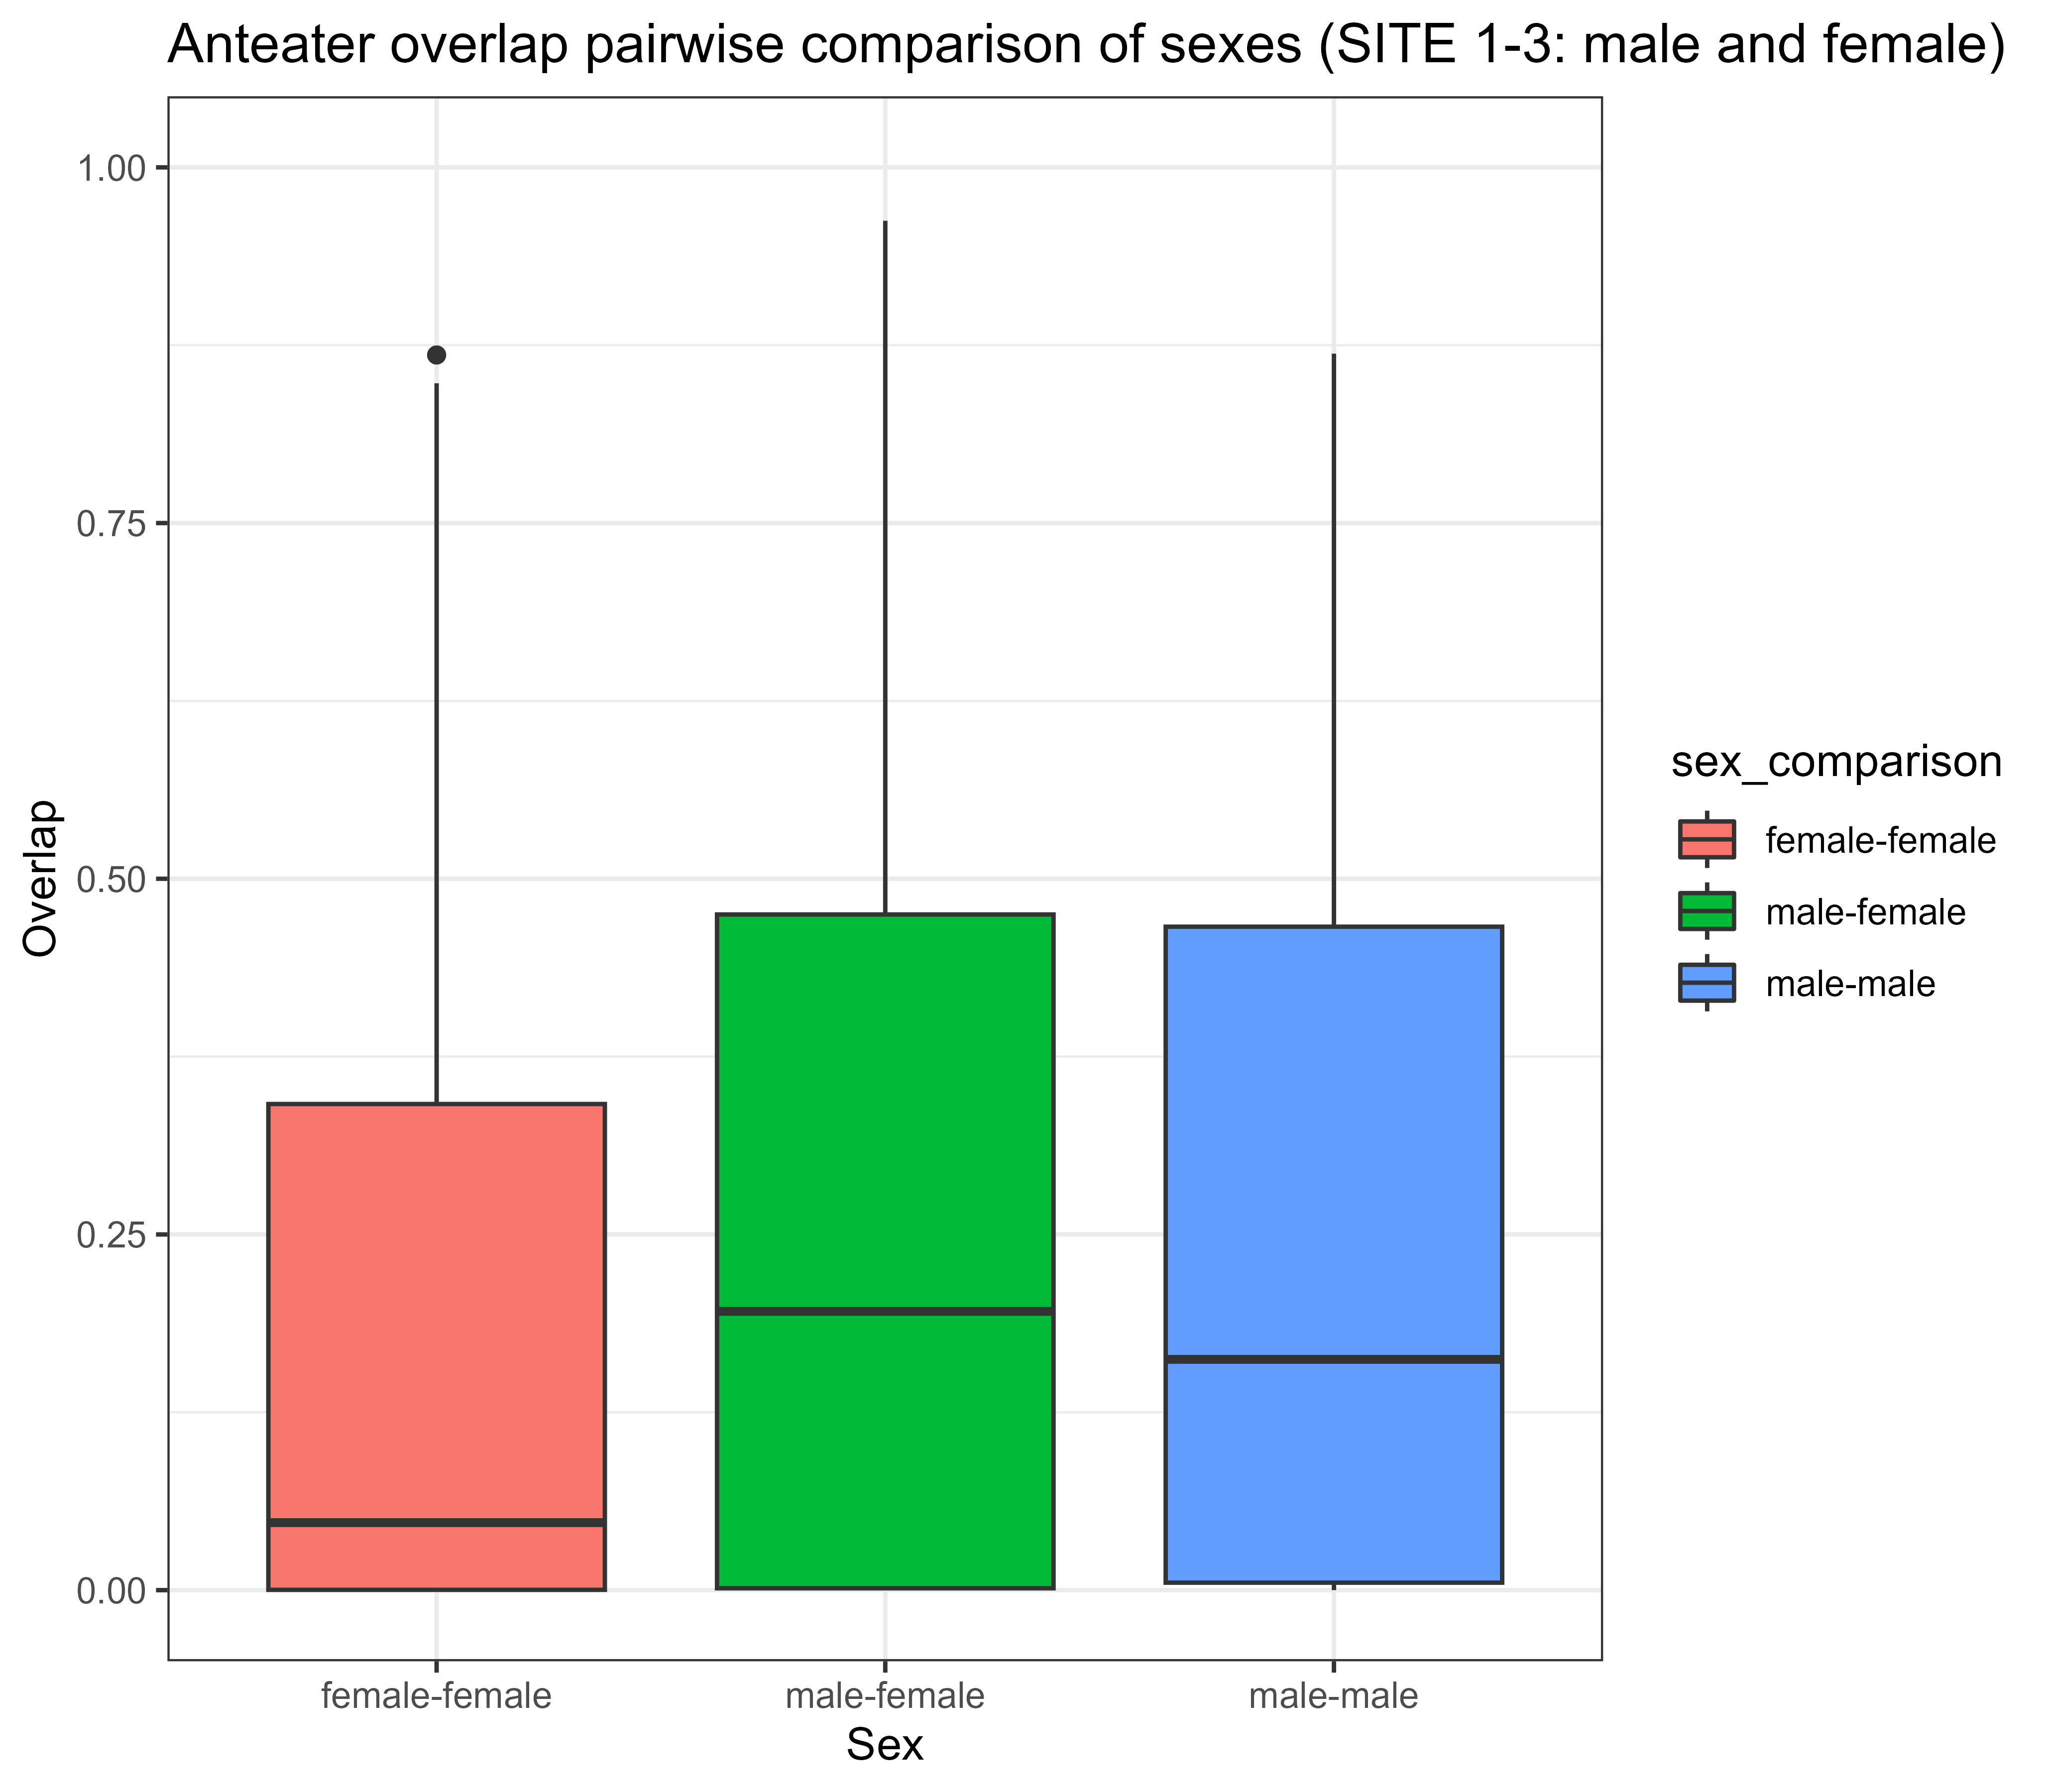 Anteater overlap pairwise comparison of sexes (SITE 1-3: male and female)
1.00
0.75
0.50
0.25
0.00
Overlap
female-female
male-female
male-male
Sex
sex_comparison
female-female
male-female
male-male